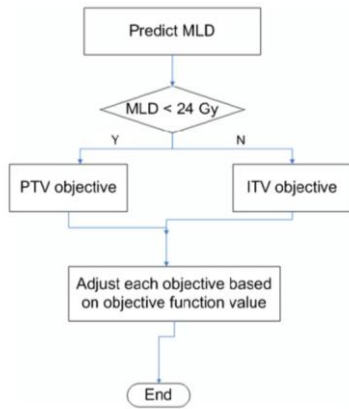 Predict MLD
MLD < 24 Gy
Y
N
PTV objective
ITV objective
Adjust each objective based
on objective function value
End